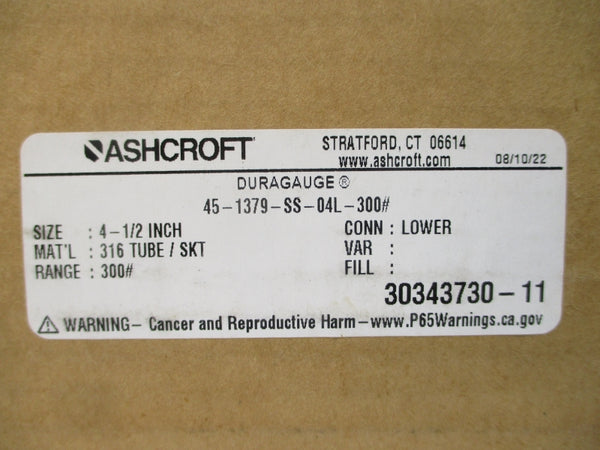 ASHCROFT® STRATFORD, CT 06614
www.ashcroft.com 08/10/22
DURAGAUGE®
45-1379-SS-04L-300#
SIZE : 4-1/2 INCH CONN : LOWER
MAT'L : 316 TUBE / SKT VAR :
RANGE : 300# FILL :
30343730-11
⚠ WARNING- Cancer and Reproductive Harm-www.P65Warnings.ca.gov